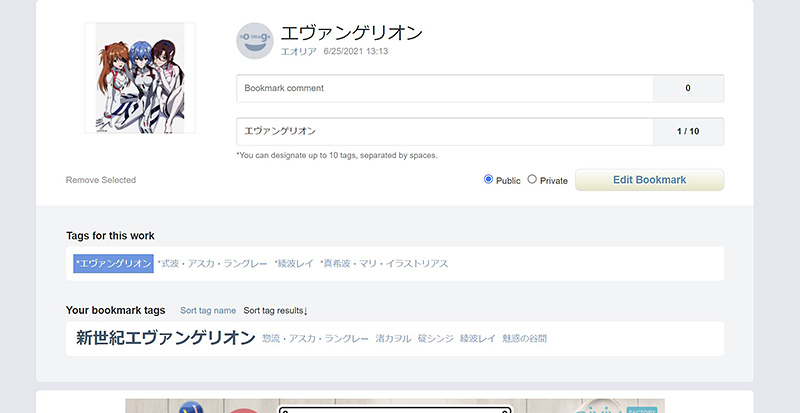 エヴァンゲリオン
エオリア 6/25/2021 13:13
Bookmark comment 0
エヴァンゲリオン 1 / 10
*You can designate up to 10 tags, separated by spaces.
Remove Selected Public Private Edit Bookmark
Tags for this work
*エヴァンゲリオン *式波・アスカ・ラングレー *綾波レイ *真希波・マリ・イラストリアス
Your bookmark tags Sort tag name Sort tag results↓
新世紀エヴァンゲリオン 惣流・アスカ・ラングレー 渚カヲル 碇シンジ 綾波レイ 魅惑の谷間
FACTORY